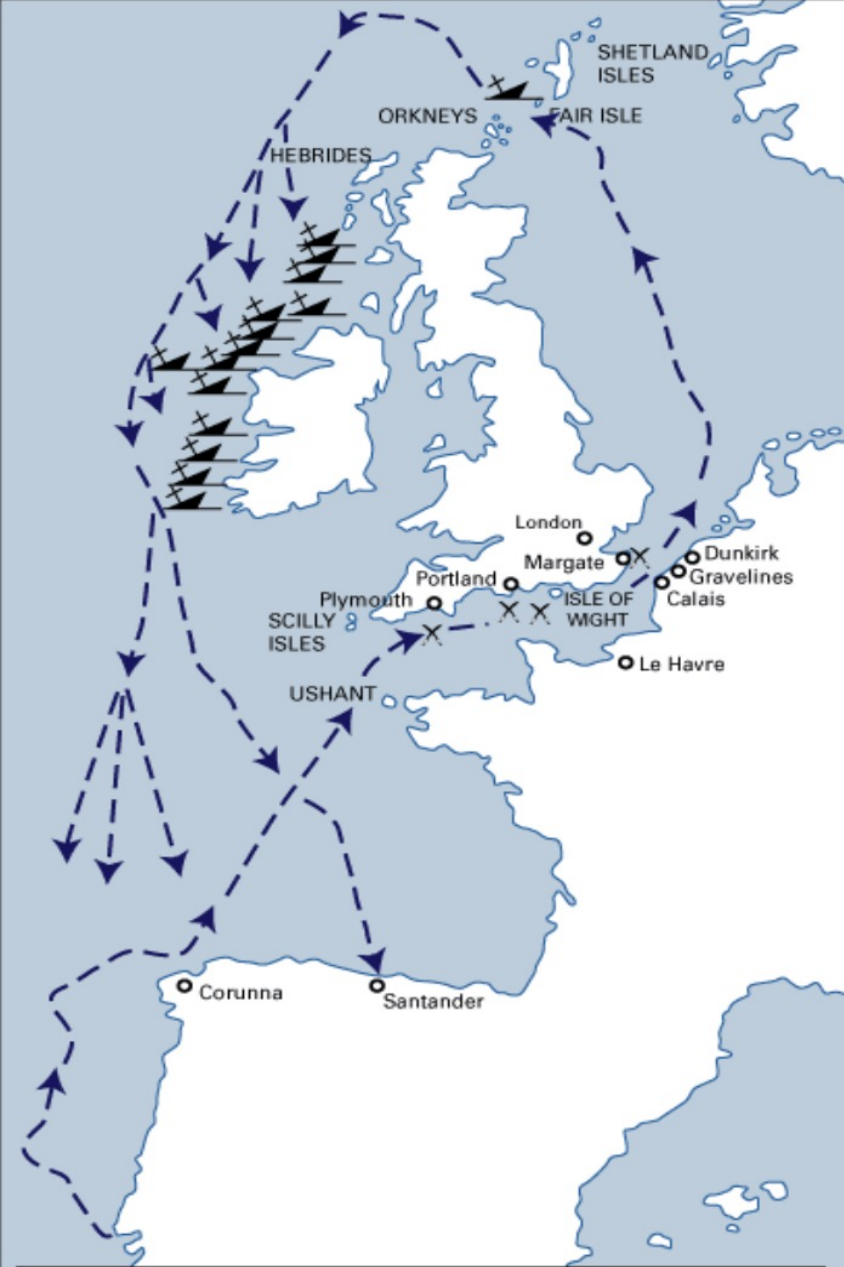 SHETLAND
ISLES
ORKNEYS
FAIR ISLE
HEBRIDES
London
Margate
Dunkirk
Gravelines
Calais
Portland
Plymouth
ISLE OF
WIGHT
SCILLY
ISLES
Le Havre
USHANT
Corunna
Santander